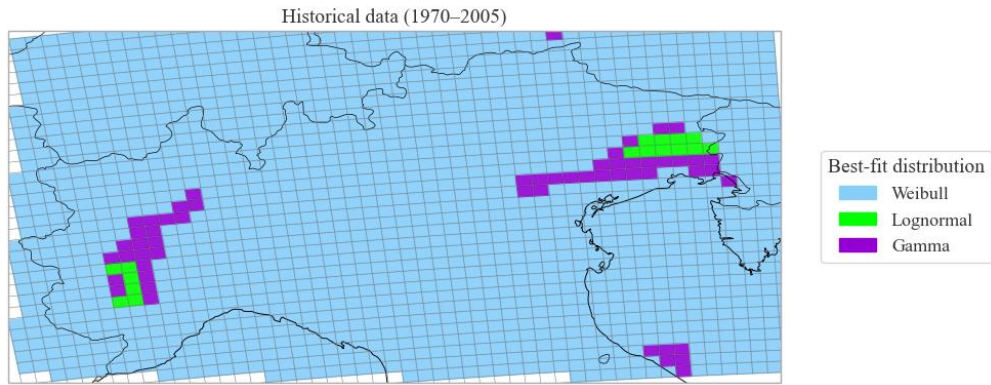 Historical data (1970–2005)
Best-fit distribution
Weibull
Lognormal
Gamma